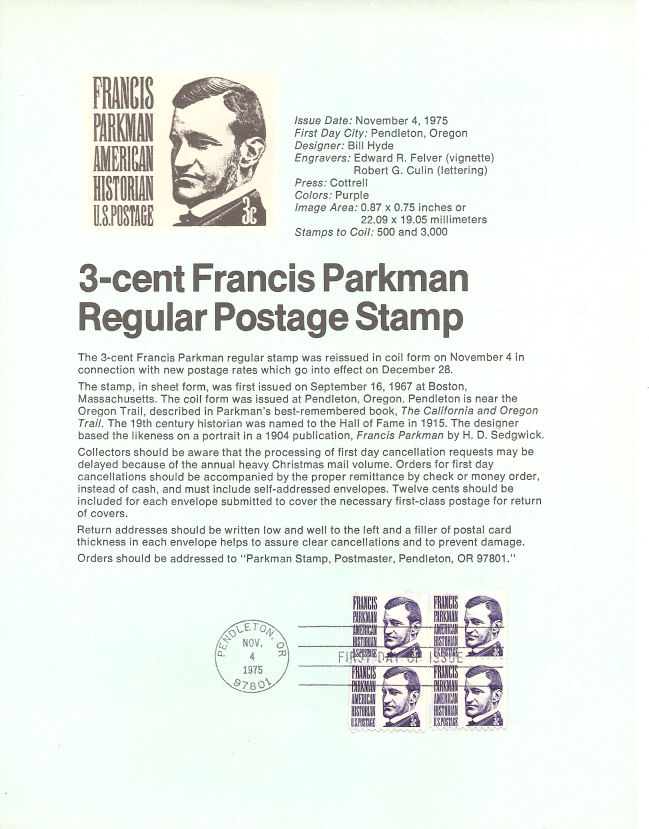 FRANCIS
PARKMAN
AMERICAN
HISTORIAN
U.S.POSTAGE
3c
Issue Date: November 4, 1975
First Day City: Pendleton, Oregon
Designer: Bill Hyde
Engravers: Edward R. Felver (vignette)
Robert G. Culin (lettering)
Press: Cottrell
Colors: Purple
Image Area: 0.87 x 0.75 inches or
22.09 x 19.05 millimeters
Stamps to Coil: 500 and 3,000
3-cent Francis Parkman
Regular Postage Stamp
The 3-cent Francis Parkman regular stamp was reissued in coil form on November 4 in
connection with new postage rates which go into effect on December 28.
The stamp, in sheet form, was first issued on September 16, 1967 at Boston,
Massachusetts. The coil form was issued at Pendleton, Oregon. Pendleton is near the
Oregon Trail, described in Parkman's best-remembered book, The California and Oregon
Trail. The 19th century historian was named to the Hall of Fame in 1915. The designer
based the likeness on a portrait in a 1904 publication, Francis Parkman by H. D. Sedgwick.
Collectors should be aware that the processing of first day cancellation requests may be
delayed because of the annual heavy Christmas mail volume. Orders for first day
cancellations should be accompanied by the proper remittance by check or money order,
instead of cash, and must include self-addressed envelopes. Twelve cents should be
included for each envelope submitted to cover the necessary first-class postage for return
of covers.
Return addresses should be written low and well to the left and a filler of postal card
thickness in each envelope helps to assure clear cancellations and to prevent damage.
Orders should be addressed to "Parkman Stamp, Postmaster, Pendleton, OR 97801."
PENDLETON, OR
NOV.
4
1975
97801
FIRST DAY OF ISSUE
FRANCIS
PARKMAN
AMERICAN
HISTORIAN
U.S.POSTAGE
3c
FRANCIS
PARKMAN
AMERICAN
HISTORIAN
U.S.POSTAGE
3c
FRANCIS
PARKMAN
AMERICAN
HISTORIAN
U.S.POSTAGE
3c
FRANCIS
PARKMAN
AMERICAN
HISTORIAN
U.S.POSTAGE
3c